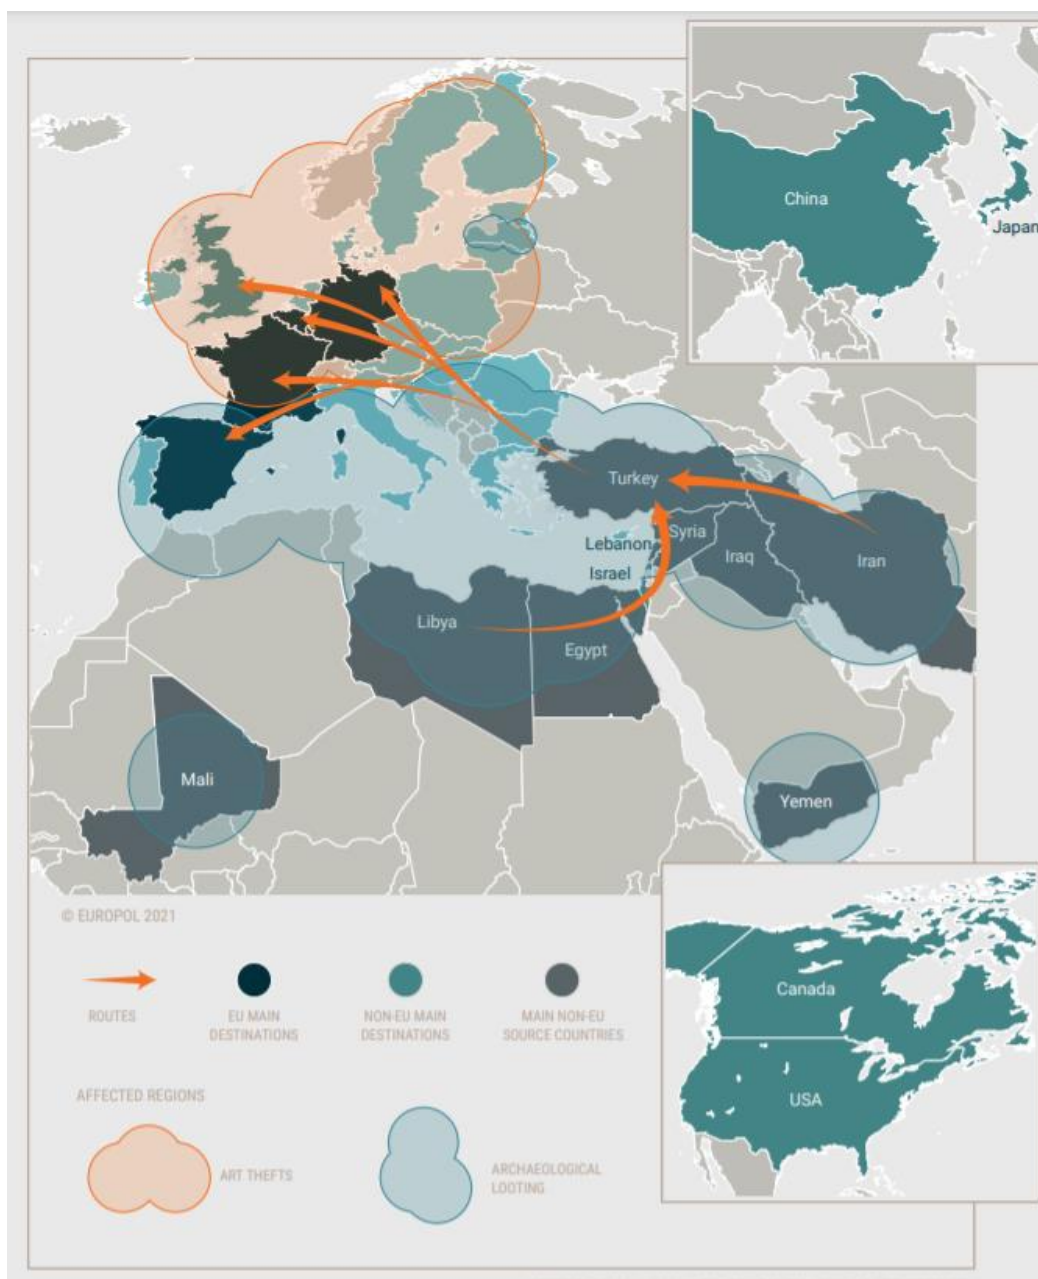 China
Japan
Turkey
Syria
Lebanon
Iraq
Iran
Israel
Libya
Egypt
Mali
Yemen
© EUROPOL 2021
ROUTES
EU MAIN
DESTINATIONS
NON-EU MAIN
DESTINATIONS
MAIN NON-EU
SOURCE COUNTRIES
AFFECTED REGIONS
ART THEFTS
ARCHAEOLOGICAL
LOOTING
Canada
USA